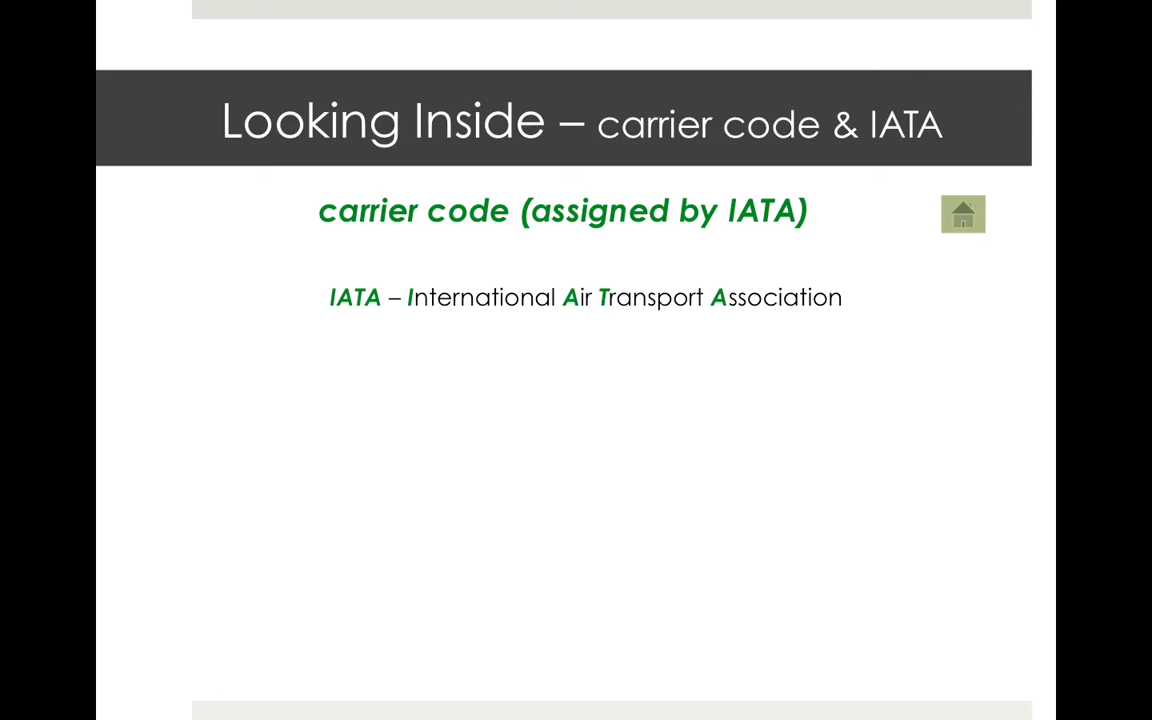 Looking Inside – carrier code & IATA
carrier code (assigned by IATA)
IATA – International Air Transport Association